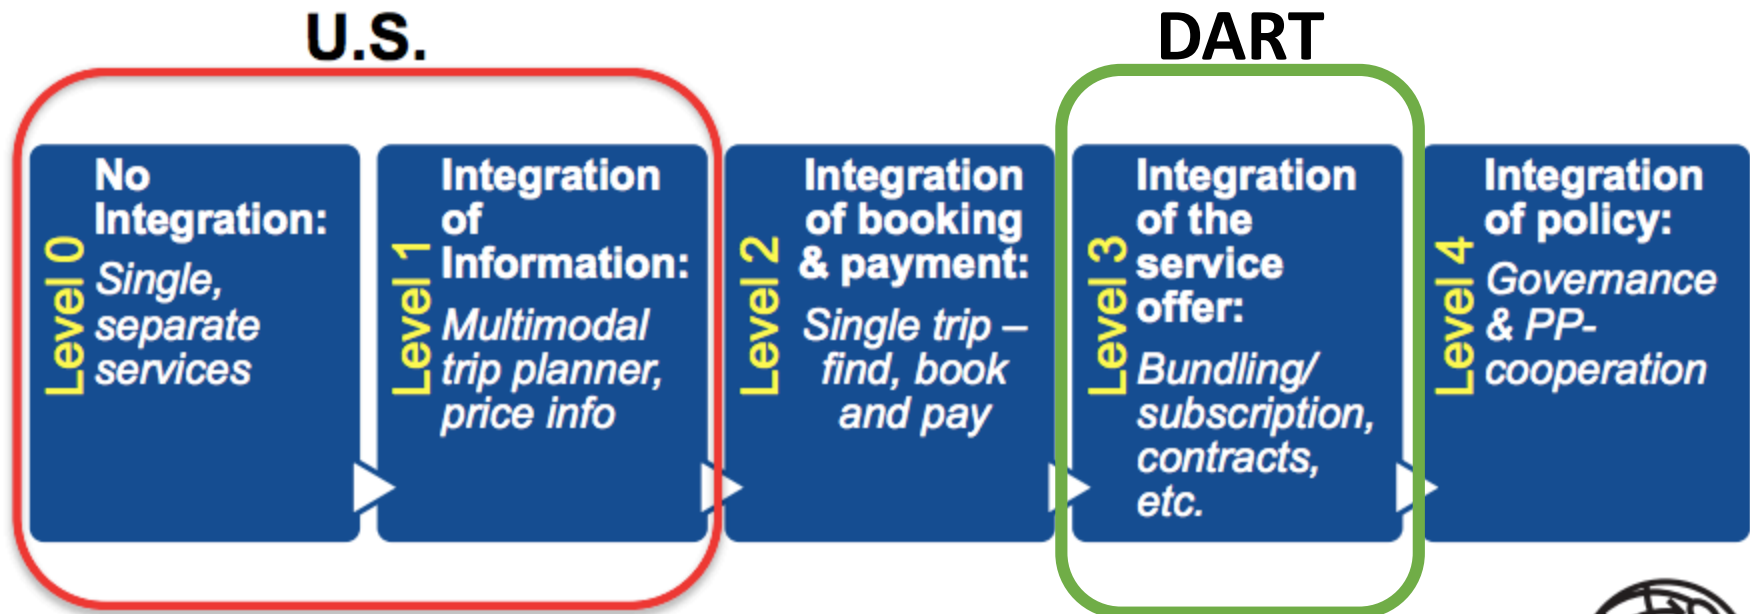 U.S.
DART
Level 0
No
Integration:
Single,
separate
services
Level 1
Integration
of
Information:
Multimodal
trip planner,
price info
Level 2
Integration
of booking
& payment:
Single trip –
find, book
and pay
Level 3
Integration
of the
service
offer:
Bundling/
subscription,
contracts,
etc.
Level 4
Integration
of policy:
Governance
& PP-
cooperation